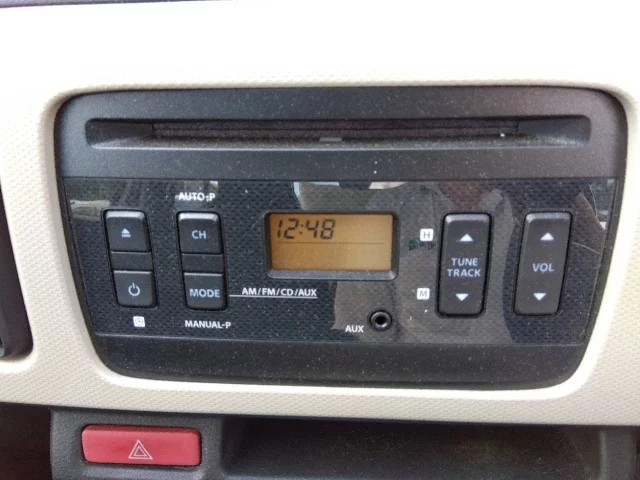 AUTO-P
CH
12:48
H
TUNE
TRACK
VOL
MODE
AM/FM/CD/AUX
M
MANUAL-P
AUX